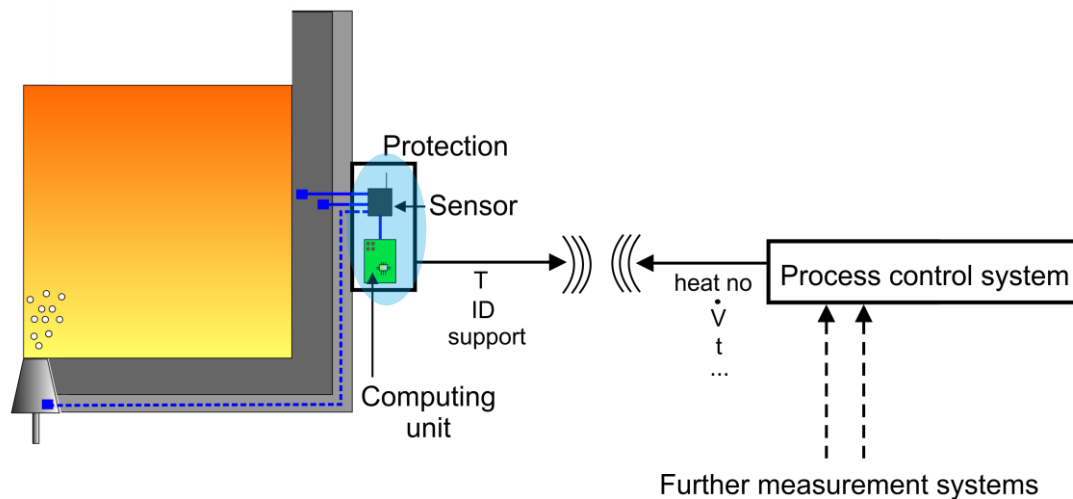 Protection
Sensor
T
ID
support
Computing
unit
heat no
V̇
t
...
Process control system
Further measurement systems